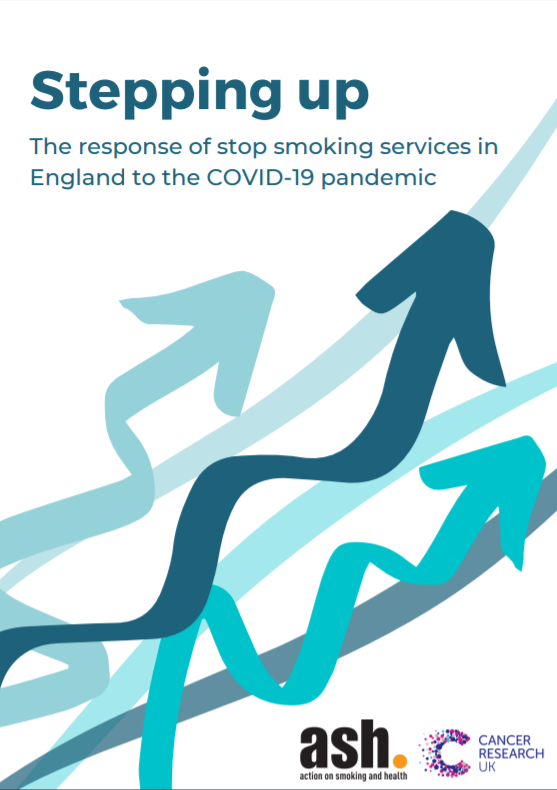 Stepping up
The response of stop smoking services in
England to the COVID-19 pandemic
ash.
action on smoking and health
CANCER
RESEARCH
UK